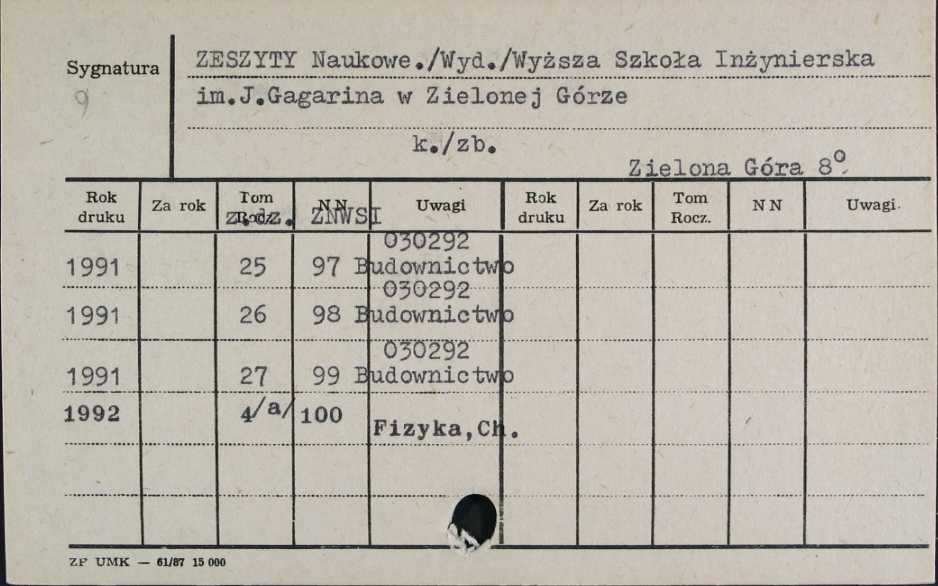 Sygnatura
9
ZESZYTY Naukowe./Wyd./Wyższa Szkoła Inżynierska
im.J.Gagarina w Zielonej Górze
k./zb.
Zielona Góra 8°
Rok druku Za rok Tom Rocz. NN Uwagi Rok druku Za rok Tom Rocz. NN Uwagi
z.dz. ZNWSI
030292
1991 25 97 Budownictwo
030292
1991 26 98 Budownictwo
030292
1991 27 99 Budownictwo
1992 4/a/ 100 Fizyka,Ch.
ZP UMK — 61/87 15 000